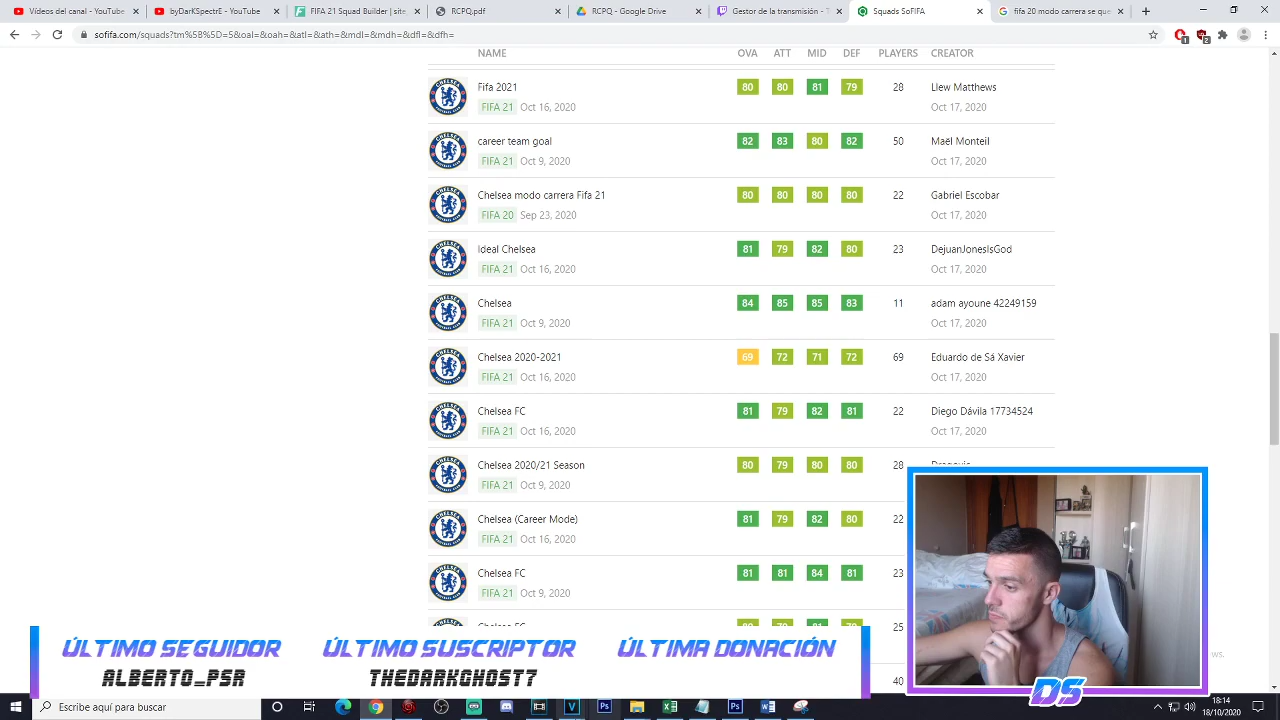 Vídeos del canal - YouTube
byDarKSpectrE - YouTube
FIFA 21 Squad Builder | site
RCPQ.pdf
RCPQ - Google Drive
Gestor de la transmisión - T
Squads SoFIFA
fifa 20 modo carrera se que
sofifa.com/squads?tm%5B%5D=5&oal=&oah=&atl=&ath=&mdl=&mdh=&dfl=&dfh=
NAME OVA ATT MID DEF PLAYERS CREATOR
Fifa 2021 80 80 81 79 28 Llew Matthews
FIFA 21 Oct 16, 2020 Oct 17, 2020
career team goal 82 83 80 82 50 Maël Monteil
FIFA 21 Oct 9, 2020 Oct 17, 2020
Chelsea modo carrera Fifa 21 80 80 80 80 22 Gabriel Escobar
FIFA 20 Sep 23, 2020 Oct 17, 2020
Ideal Chelsea 81 79 82 80 23 DejuanJonesIsGod
FIFA 21 Oct 16, 2020 Oct 17, 2020
Chelsea 84 85 85 83 11 adam ayoune 42249159
FIFA 21 Oct 9, 2020 Oct 17, 2020
Chelsea 2020-2021 69 72 71 72 69 Eduardo de Sá Xavier
FIFA 21 Oct 16, 2020 Oct 17, 2020
Chelsea FC 81 79 82 81 22 Diego Dávila 17734524
FIFA 21 Oct 16, 2020 Oct 17, 2020
Chelsea 2020/21 Season 80 79 80 80 28
FIFA 21 Oct 9, 2020
Chelsea (Career Mode) 81 79 82 80 22
FIFA 21 Oct 16, 2020
Chelsea FC 81 81 84 81 23
FIFA 21 Oct 9, 2020
25
ws.
40
ÚLTIMO SEGUIDOR ÚLTIMO SUSCRIPTOR ÚLTIMA DONACIÓN
ALBERTO_PSR THEDARKGHOST7
DS
Escribe aquí para buscar
18:14
18/10/2020